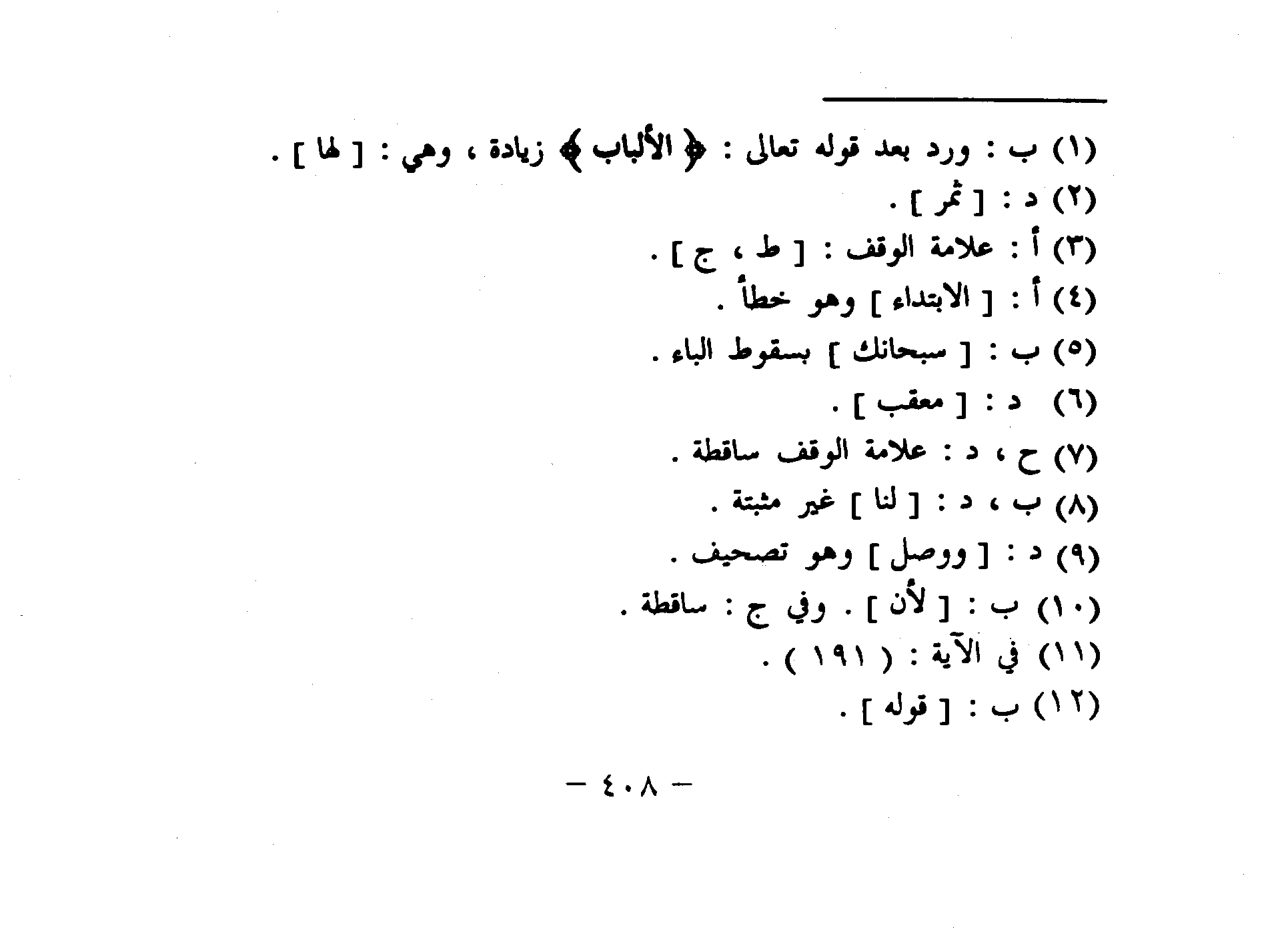 (١) ب : ورد بعد قوله تعالى : ﴿ الألباب ﴾ زيادة ، وهي : [ لها ] .
(٢) د : [ ثمر ] .
(٣) أ : علامة الوقف : [ ط ، ج ] .
(٤) أ : [ الابتداء ] وهو خطأ .
(٥) ب : [ سبحانك ] بسقوط الباء .
(٦) د : [ معقب ] .
(٧) ح ، د : علامة الوقف ساقطة .
(٨) ب ، د : [ لنا ] غير مثبتة .
(٩) د : [ ووصل ] وهو تصحيف .
(١٠) ب : [ لأن ] . وفي ج : ساقطة .
(١١) في الآية : ( ١٩١ ) .
(١٢) ب : [ قوله ] .
— ٤٠٨ —